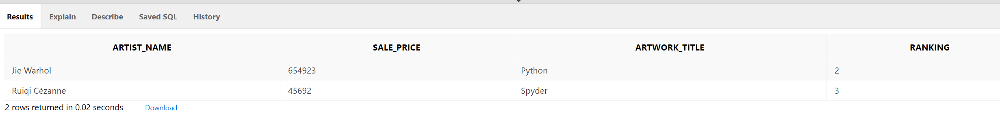 Results Explain Describe Saved SQL History
ARTIST_NAME SALE_PRICE ARTWORK_TITLE RANKING
Jie Warhol 654923 Python 2
Ruiqi Cézanne 45692 Spyder 3
2 rows returned in 0.02 seconds Download